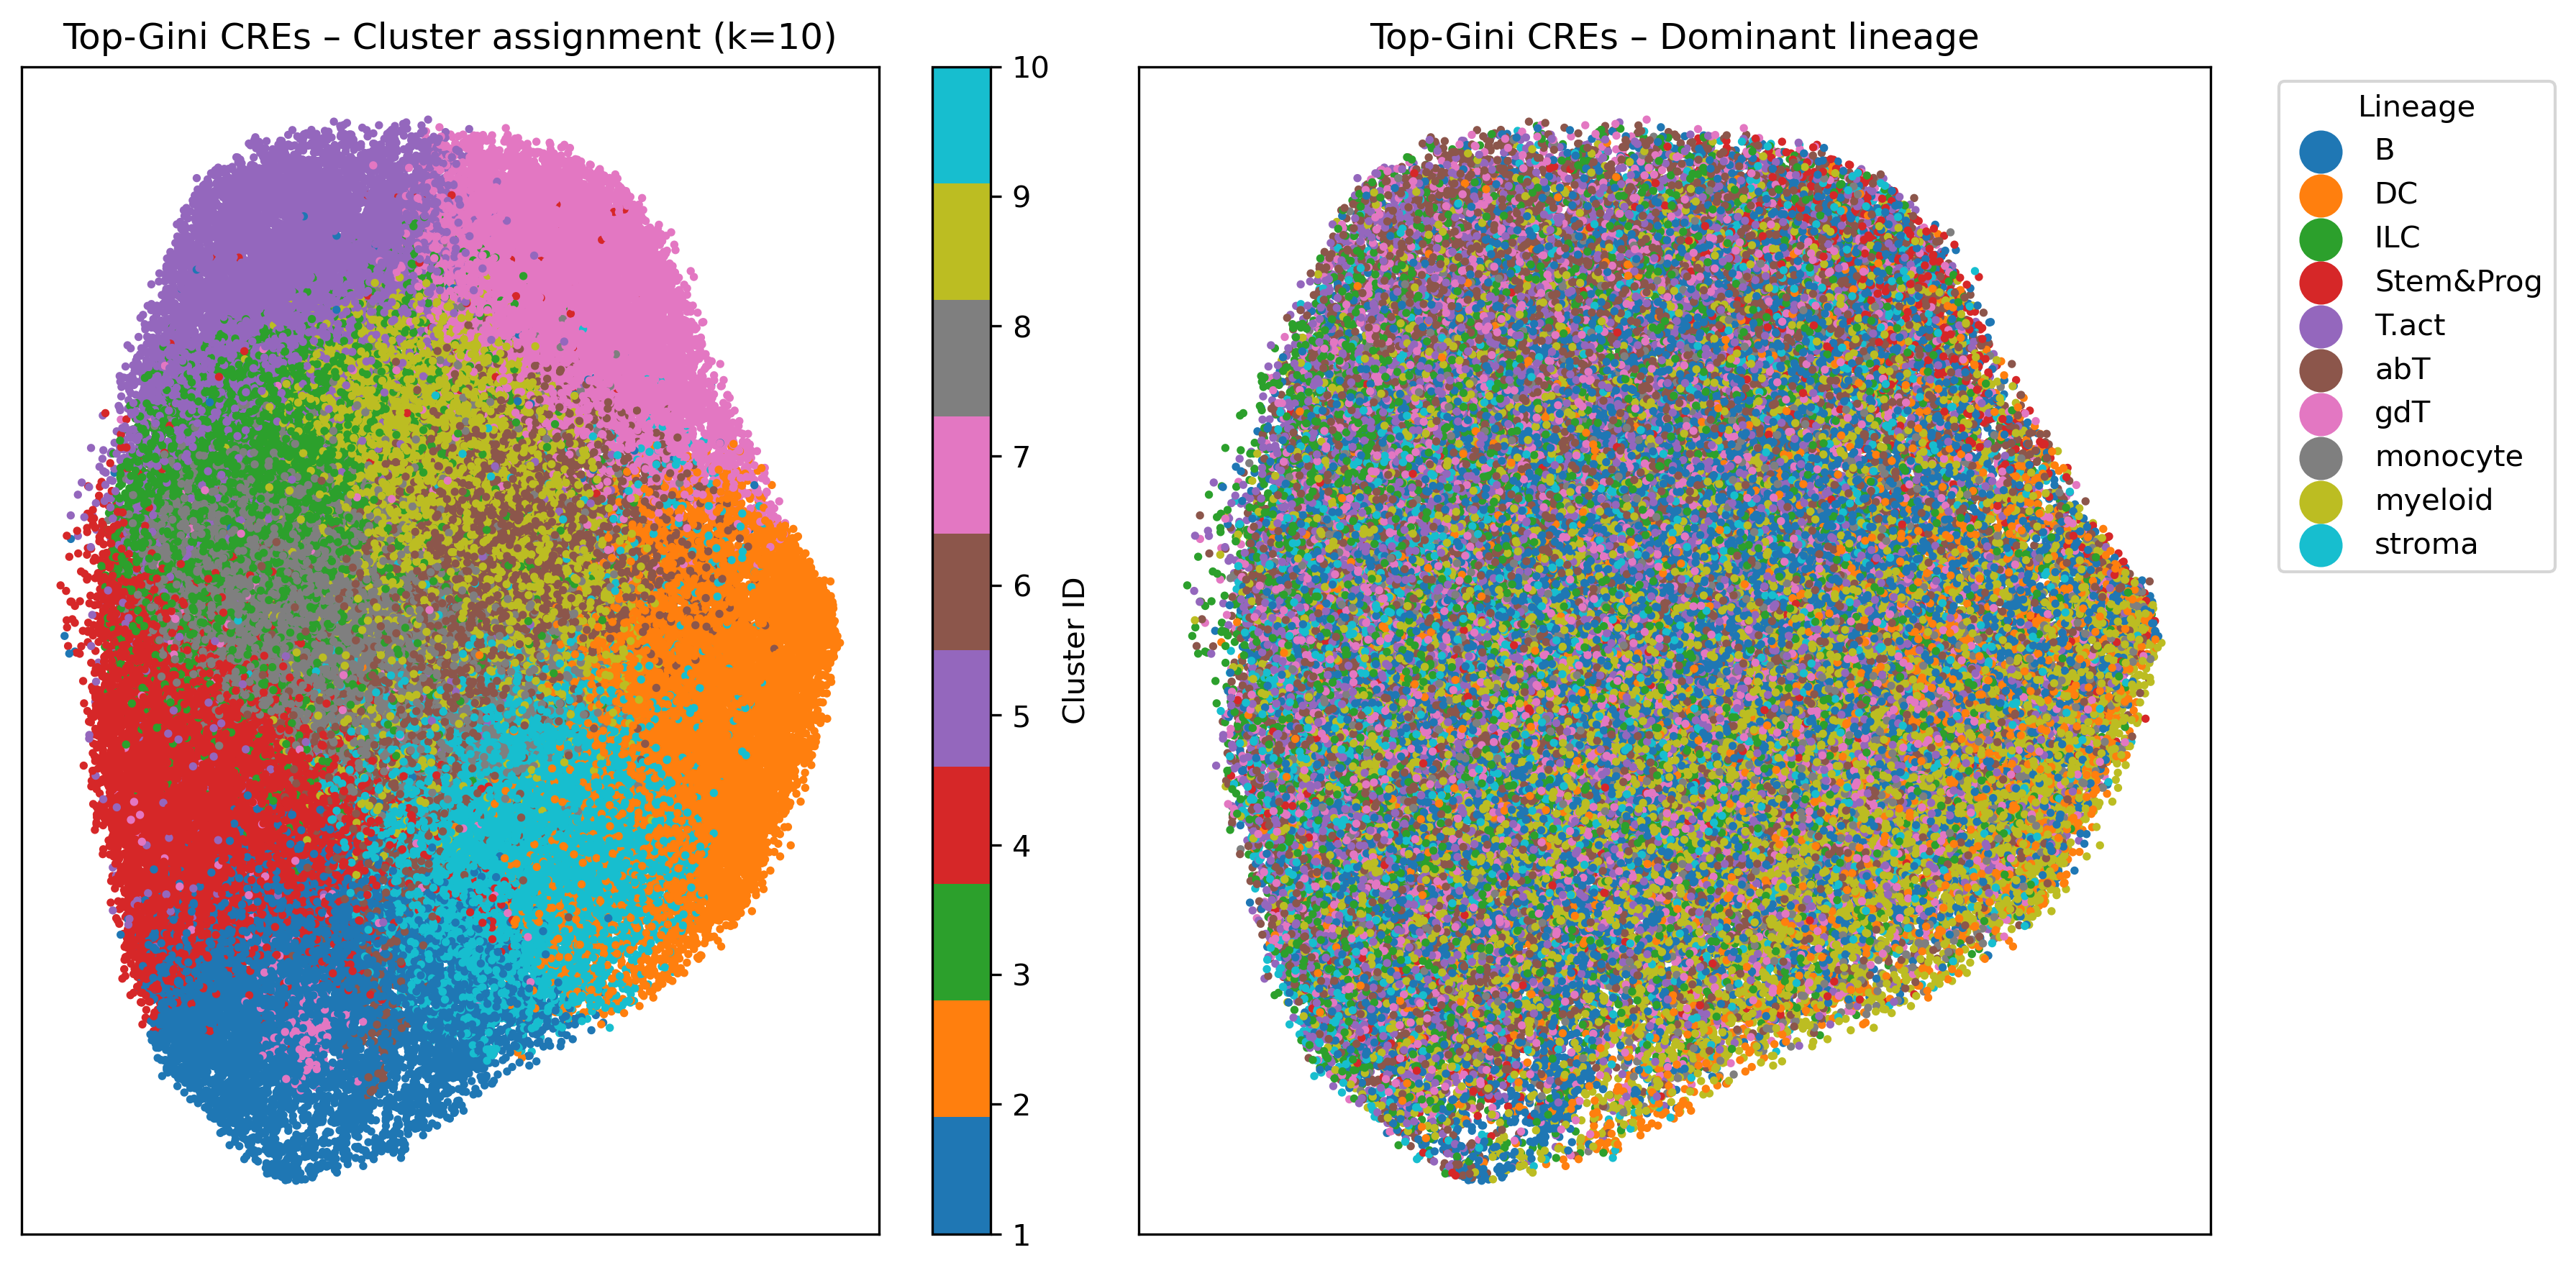 Top-Gini CREs – Cluster assignment (k=10)
10
9
8
7
6
5
4
3
2
1
Cluster ID
Top-Gini CREs – Dominant lineage
Lineage
B
DC
ILC
Stem&Prog
T.act
abT
gdT
monocyte
myeloid
stroma